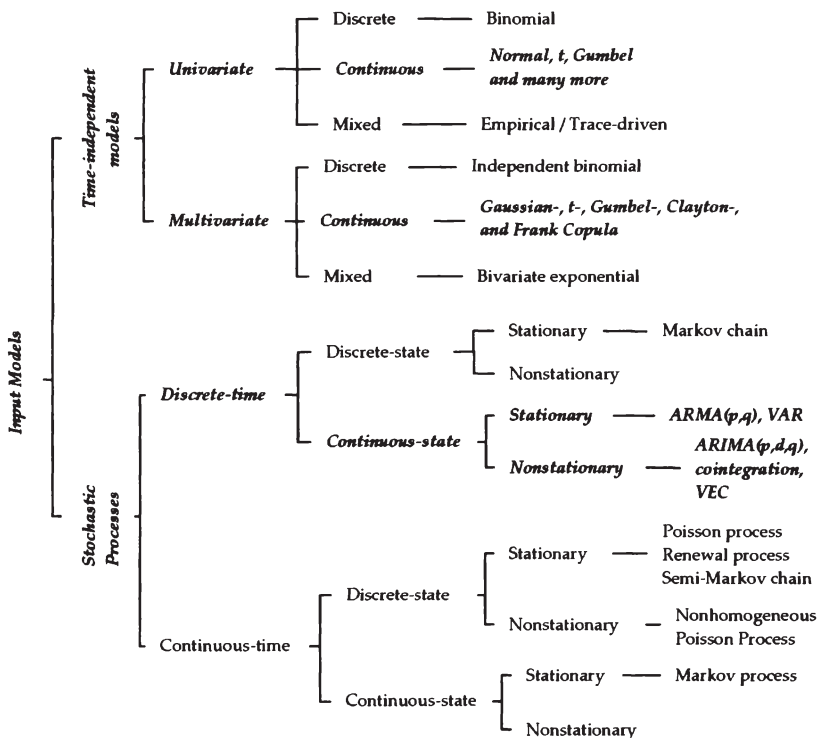 Input Models
Time-independent
models
Univariate
Discrete
Binomial
Continuous
Normal, t, Gumbel
and many more
Mixed
Empirical / Trace-driven
Multivariate
Discrete
Independent binomial
Continuous
Gaussian-, t-, Gumbel-, Clayton-,
and Frank Copula
Mixed
Bivariate exponential
Stochastic
Processes
Discrete-time
Discrete-state
Stationary
Markov chain
Nonstationary
Continuous-state
Stationary
ARMA(p,q), VAR
Nonstationary
ARIMA(p,d,q),
cointegration,
VEC
Continuous-time
Discrete-state
Stationary
Poisson process
Renewal process
Semi-Markov chain
Nonstationary
Nonhomogeneous
Poisson Process
Continuous-state
Stationary
Markov process
Nonstationary